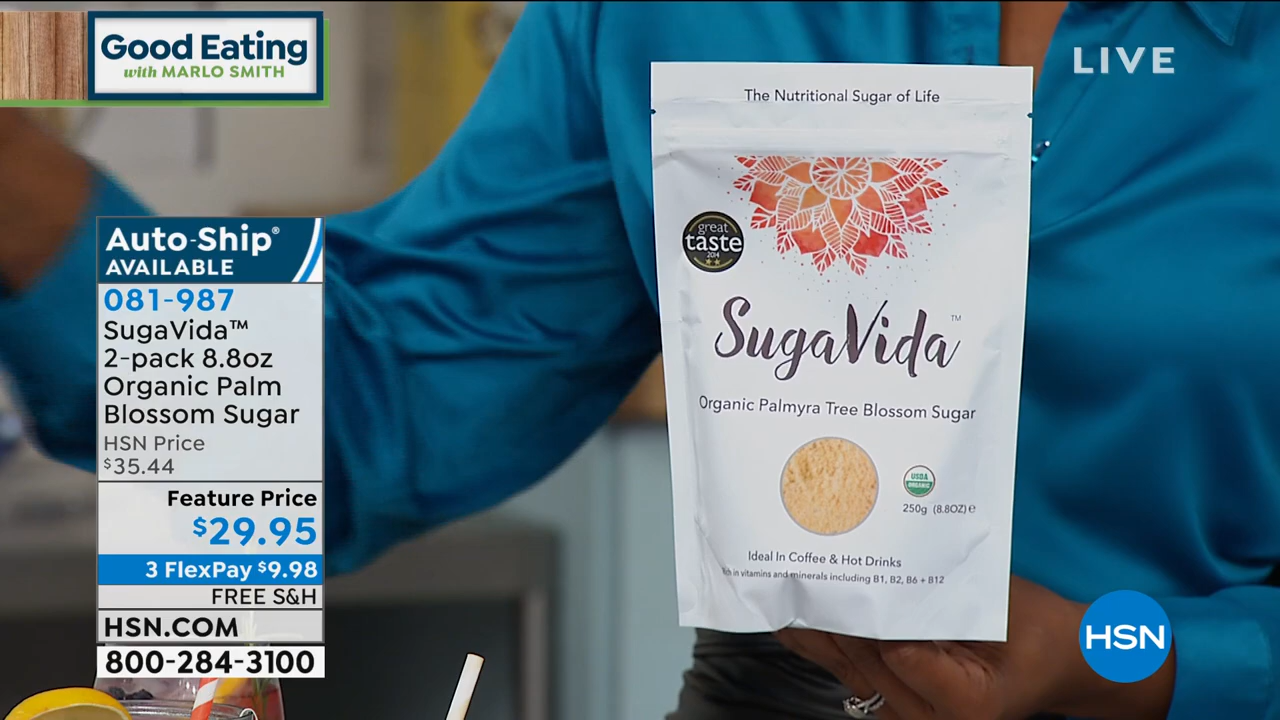 Good Eating
with MARLO SMITH
LIVE
Auto-Ship®
AVAILABLE
081-987
SugaVida™
2-pack 8.8oz
Organic Palm
Blossom Sugar
HSN Price
$35.44
Feature Price
$29.95
3 FlexPay $9.98
FREE S&H
HSN.COM
800-284-3100
The Nutritional Sugar of Life
great
taste
2014
SugaVida™
Organic Palmyra Tree Blossom Sugar
USDA
ORGANIC
250g (8.8OZ) e
Ideal In Coffee & Hot Drinks
Rich in vitamins and minerals including B1, B2, B6 + B12
HSN